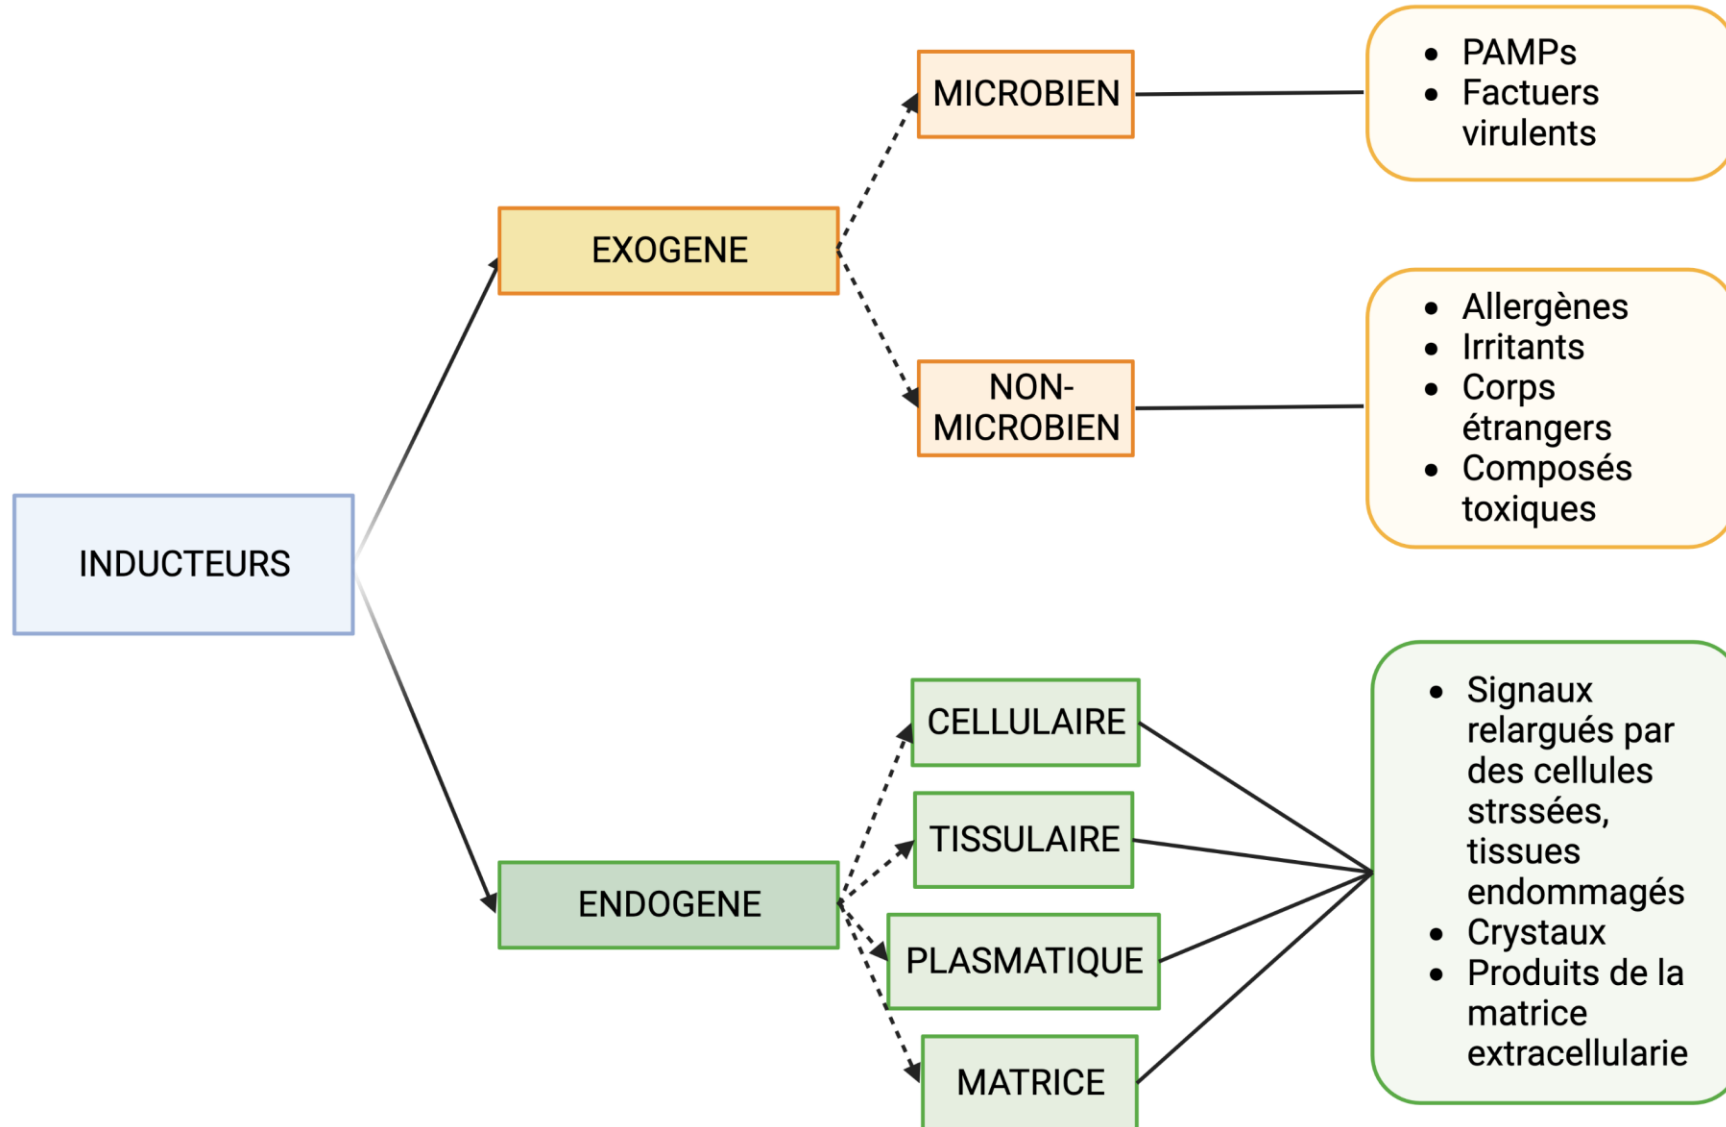 MICROBIEN
• PAMPs
• Factuers
virulents
EXOGENE
NON-
MICROBIEN
• Allergènes
• Irritants
• Corps
étrangers
• Composés
toxiques
INDUCTEURS
ENDOGENE
CELLULAIRE
TISSULAIRE
PLASMATIQUE
MATRICE
• Signaux
relargués par
des cellules
strssées,
tissues
endommagés
• Crystaux
• Produits de la
matrice
extracellularie